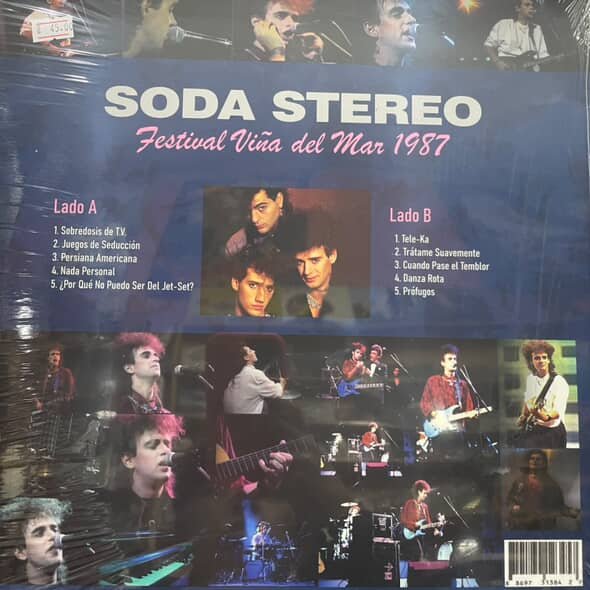 45.00
SODA STEREO
Festival Viña del Mar 1987
Lado A
1. Sobredosis de T.V.
2. Juegos de Seducción
3. Persiana Americana
4. Nada Personal
5. ¿Por Qué No Puedo Ser Del Jet-Set?
Lado B
1. Tele-Ka
2. Trátame Suavemente
3. Cuando Pase el Temblor
4. Danza Rota
5. Prófugos